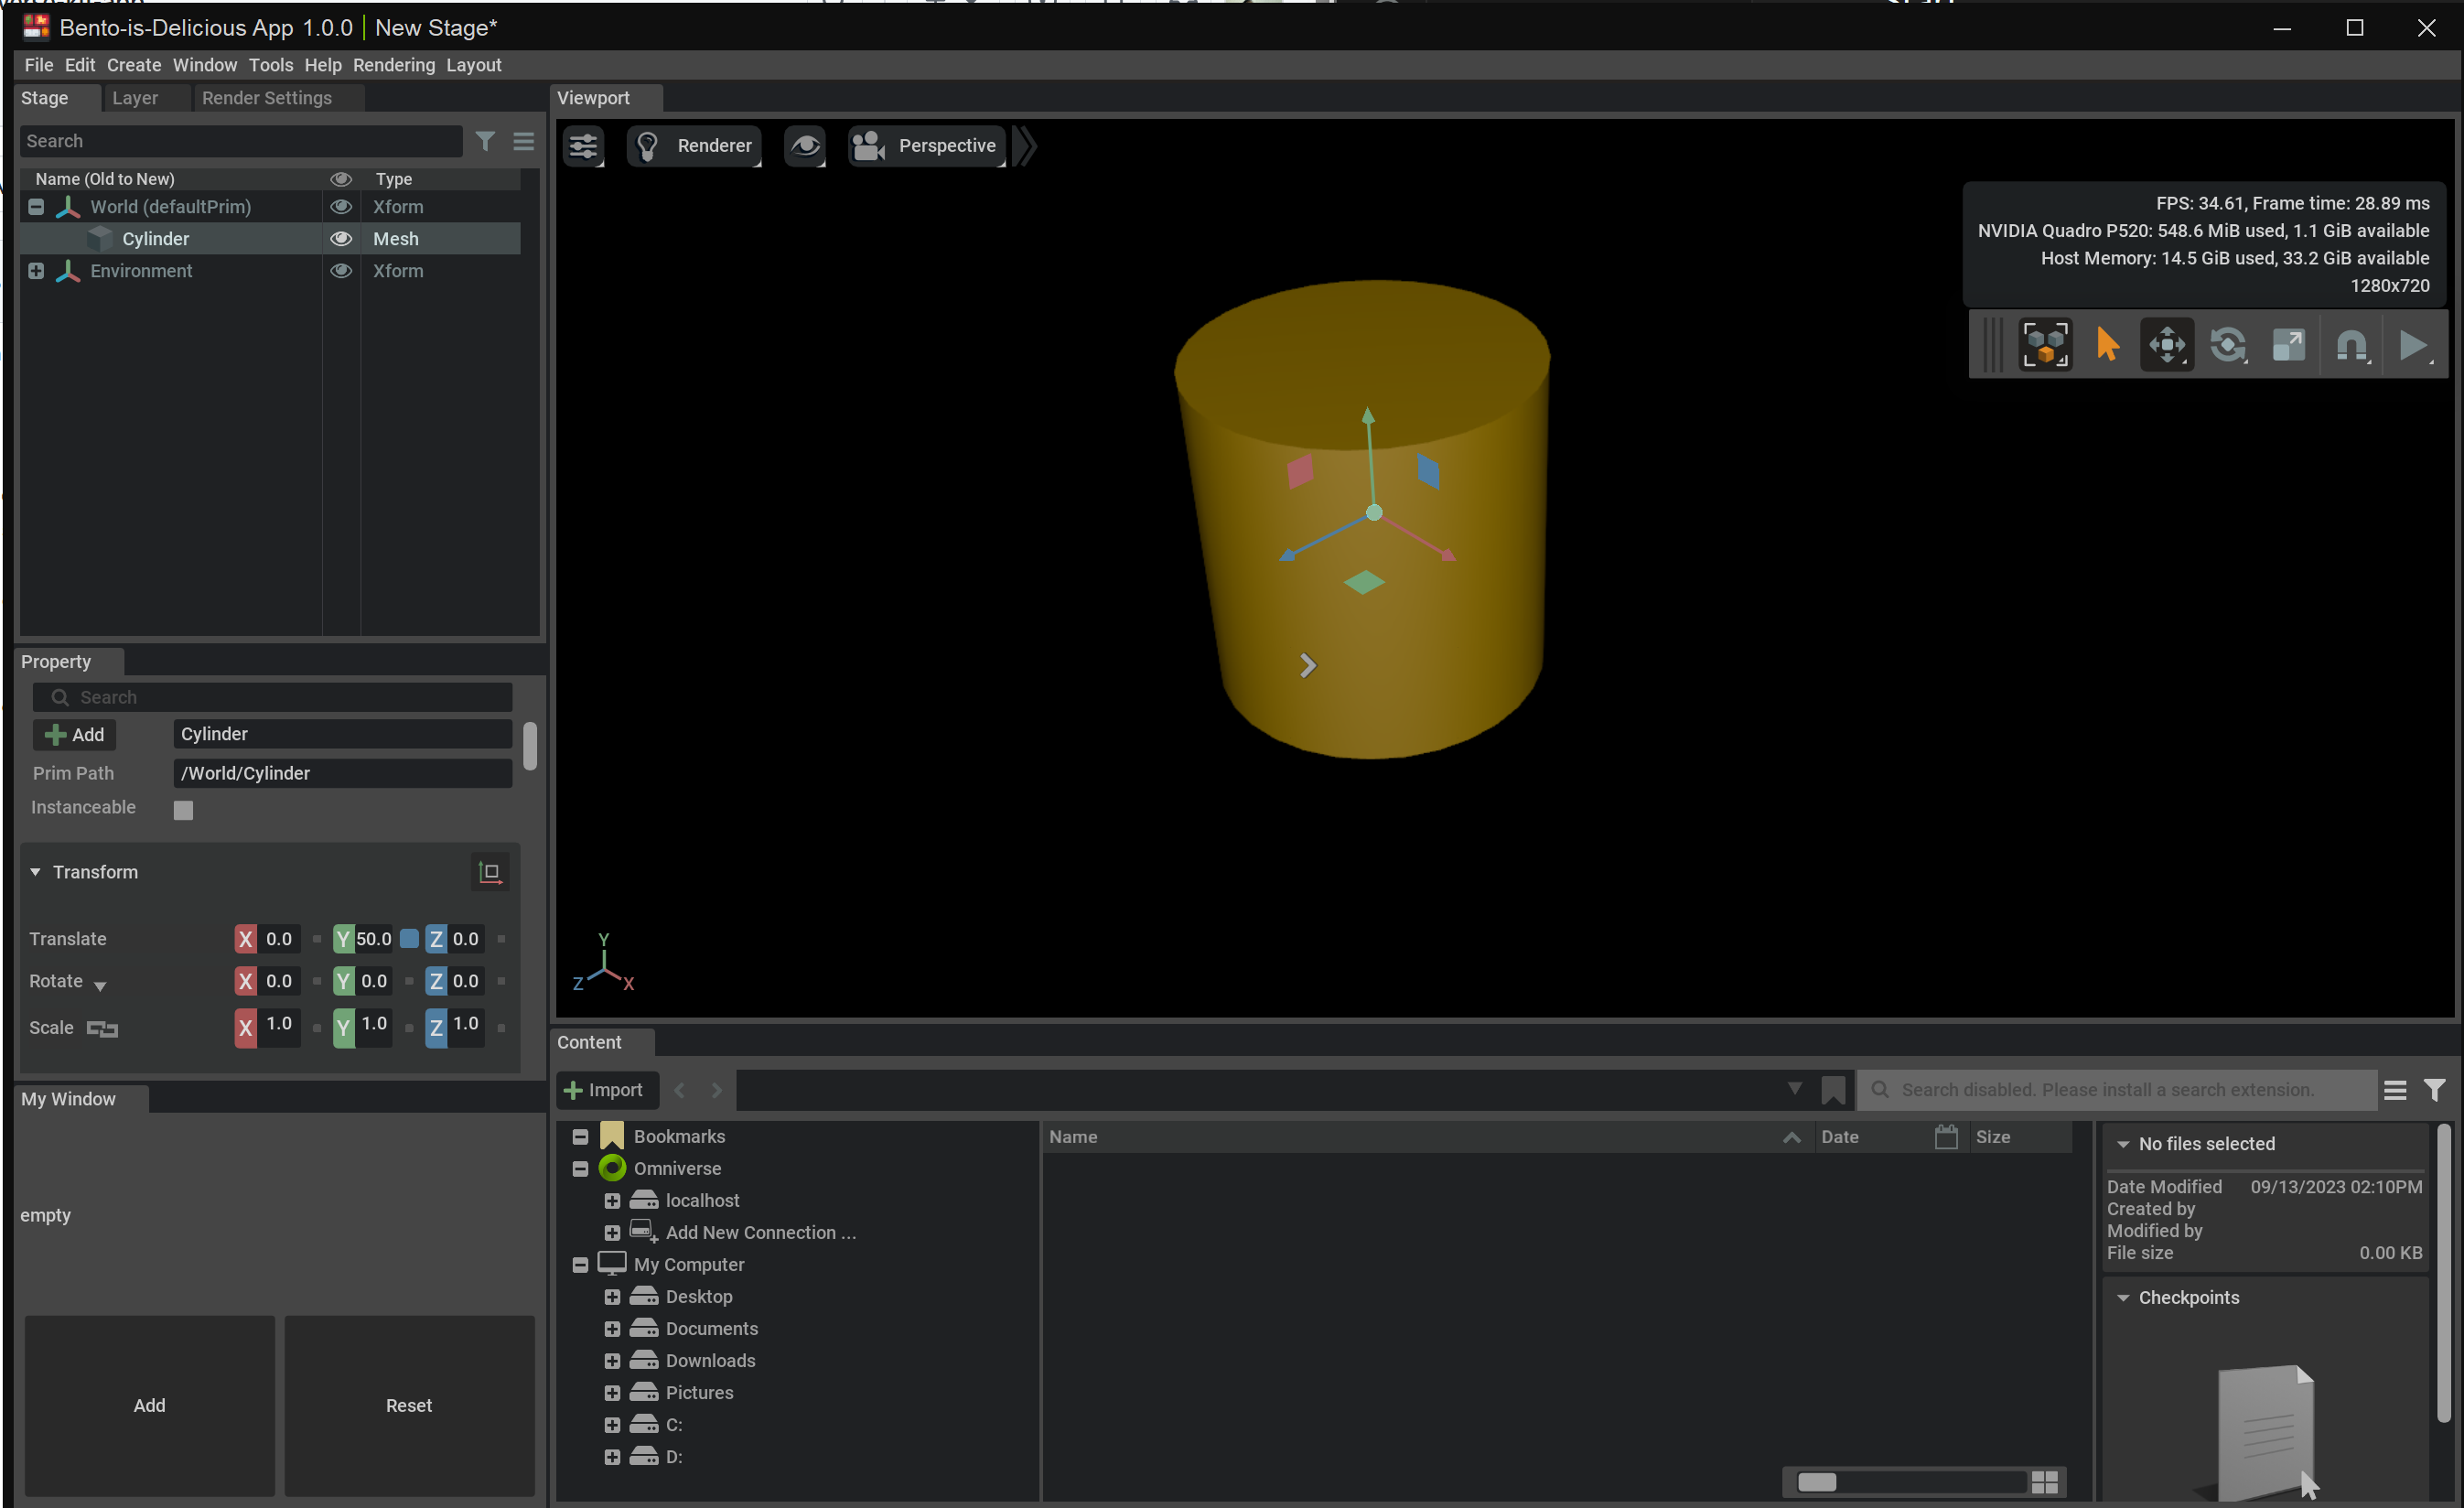 Bento-is-Delicious App 1.0.0 | New Stage*
File Edit Create Window Tools Help Rendering Layout
Stage Layer Render Settings
Search
Name (Old to New) Type
World (defaultPrim) Xform
Cylinder Mesh
Environment Xform
Property
Search
Add Cylinder
Prim Path /World/Cylinder
Instanceable
Transform
Translate X 0.0 Y 50.0 Z 0.0
Rotate X 0.0 Y 0.0 Z 0.0
Scale X 1.0 Y 1.0 Z 1.0
My Window
empty
Add Reset
Viewport
Renderer Perspective
FPS: 34.61, Frame time: 28.89 ms
NVIDIA Quadro P520: 548.6 MiB used, 1.1 GiB available
Host Memory: 14.5 GiB used, 33.2 GiB available
1280x720
Y
Z X
Content
Import Search disabled. Please install a search extension.
Bookmarks
Omniverse
localhost
Add New Connection ...
My Computer
Desktop
Documents
Downloads
Pictures
C:
D:
Name Date Size
No files selected
Date Modified 09/13/2023 02:10PM
Created by
Modified by
File size 0.00 KB
Checkpoints